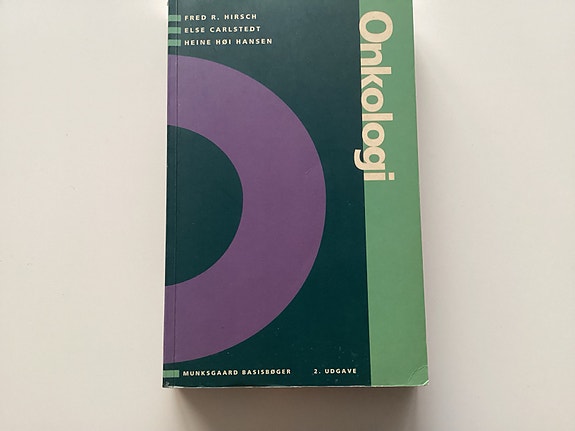 FRED R. HIRSCH
ELSE CARLSTEDT
HEINE HØI HANSEN
Onkologi
MUNKSGAARD BASISBØGER 2. UDGAVE